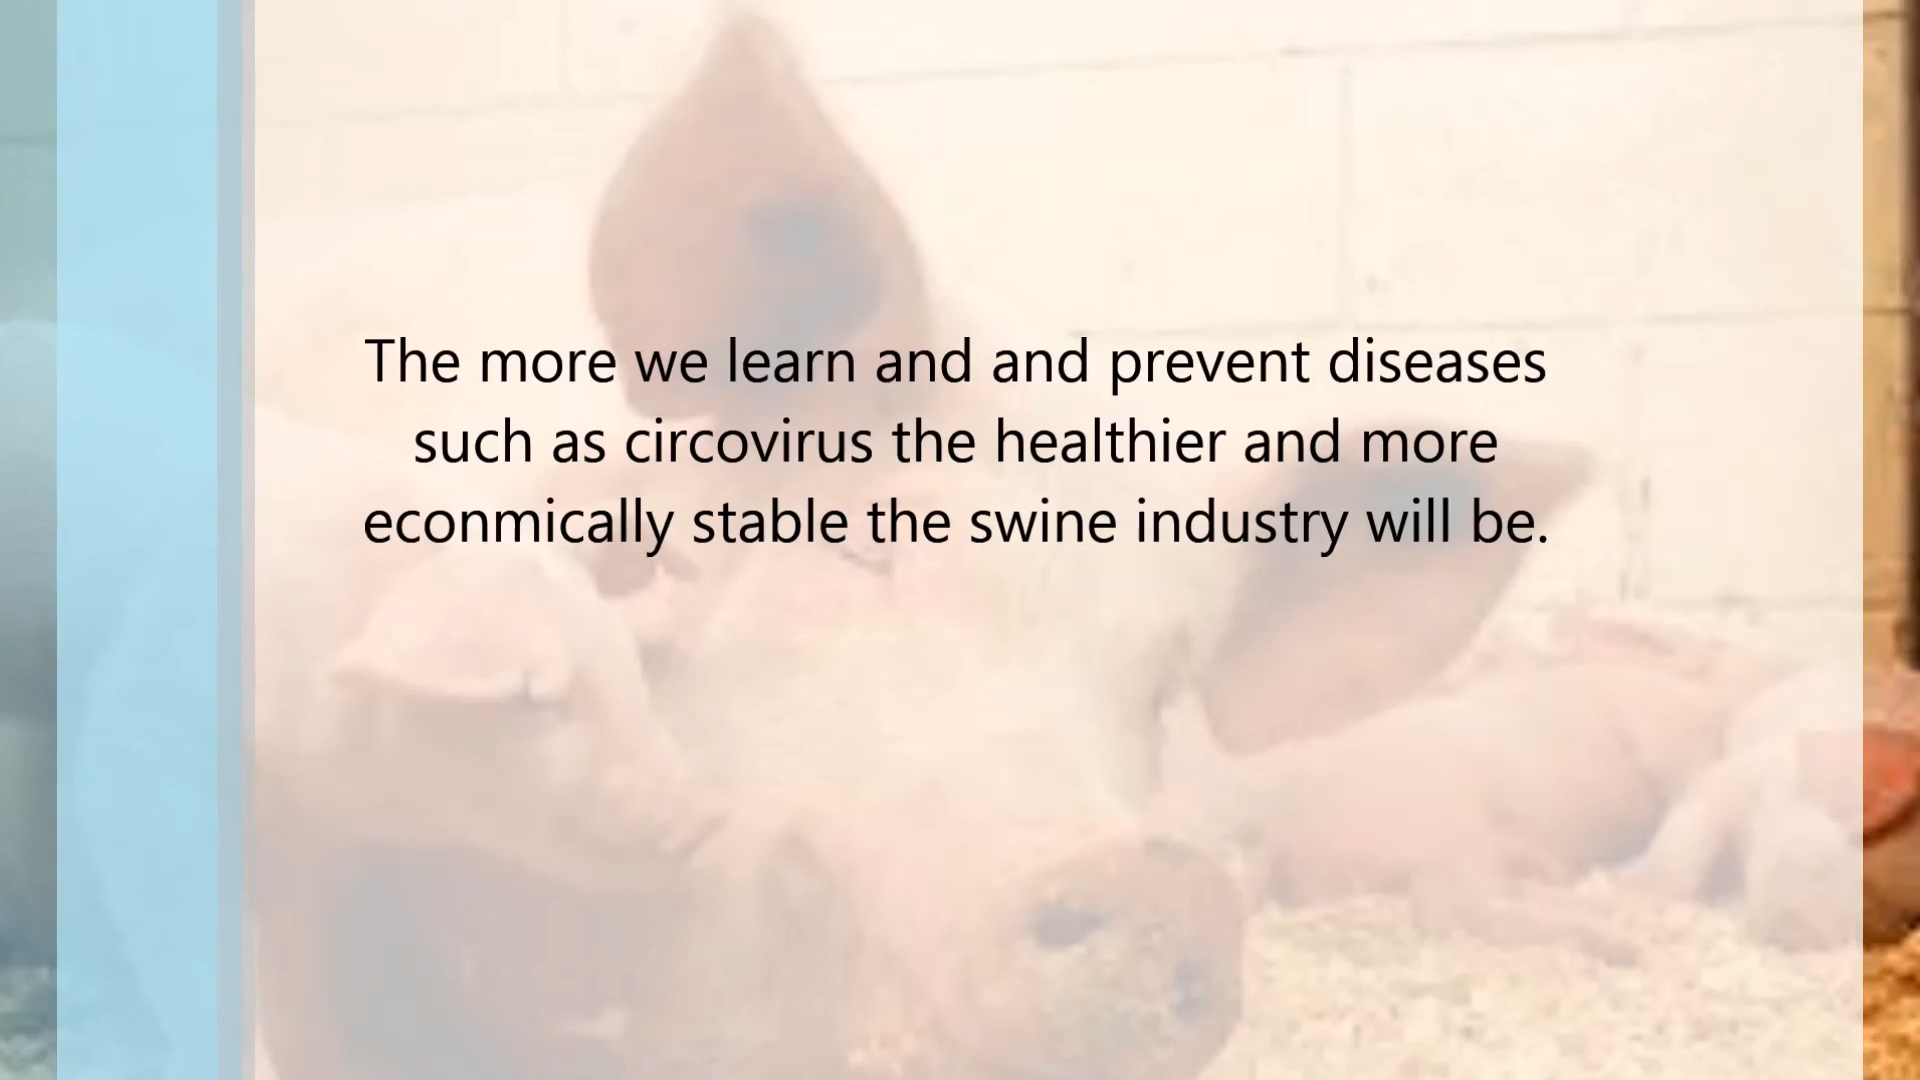 The more we learn and and prevent diseases
such as circovirus the healthier and more
econmically stable the swine industry will be.